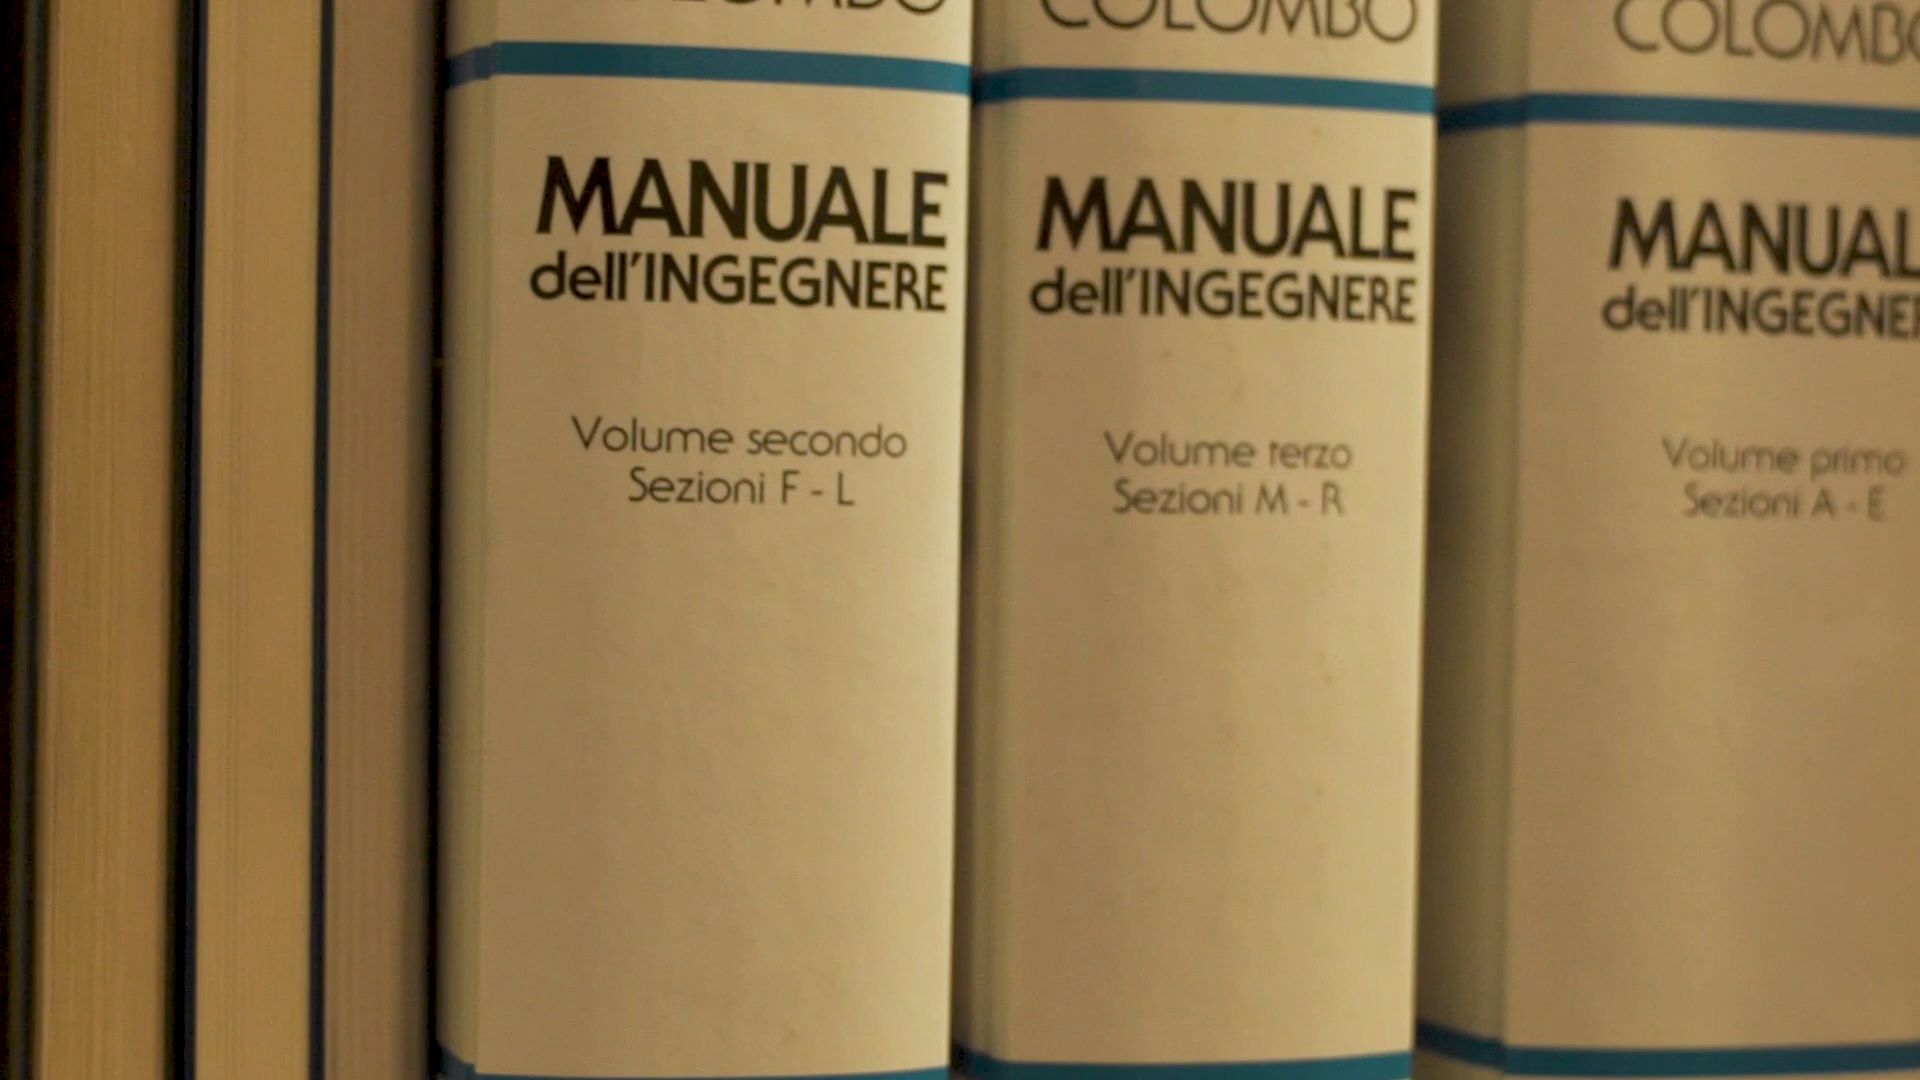 COLOMBO
MANUALE
dell'INGEGNERE
Volume secondo
Sezioni F - L
COLOMBO
MANUALE
dell'INGEGNERE
Volume terzo
Sezioni M - R
COLOMBO
MANUAL
dell'INGEGNER
Volume primo
Sezioni A - E